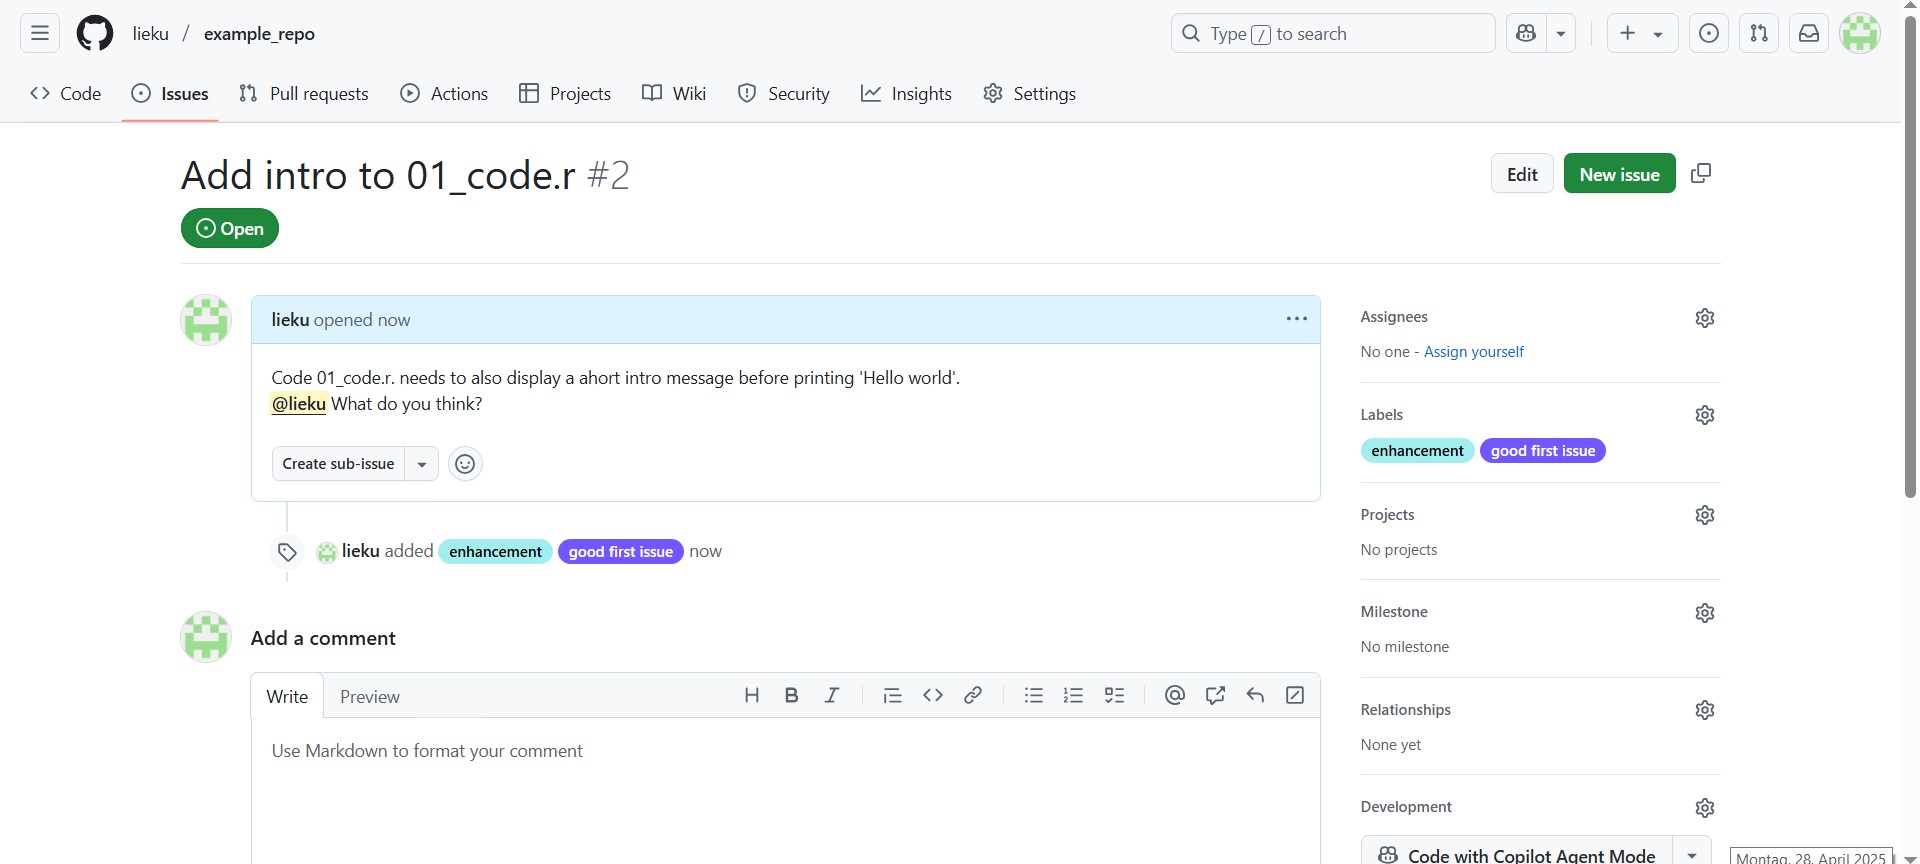 lieku / example_repo
Type / to search
Code Issues Pull requests Actions Projects Wiki Security Insights Settings
Add intro to 01_code.r #2
Edit New issue
Open
lieku opened now
Code 01_code.r. needs to also display a ahort intro message before printing 'Hello world'.
@lieku What do you think?
Create sub-issue
lieku added enhancement good first issue now
Add a comment
Write Preview
Use Markdown to format your comment
Assignees
No one - Assign yourself
Labels
enhancement good first issue
Projects
No projects
Milestone
No milestone
Relationships
None yet
Development
Code with Copilot Agent Mode
Montag, 28. April 2025